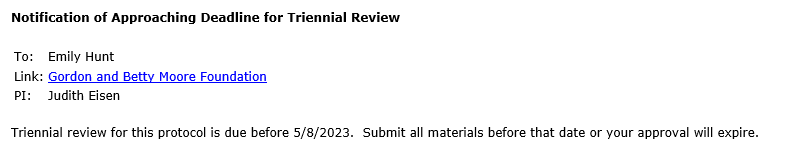 Notification of Approaching Deadline for Triennial Review
To: Emily Hunt
Link: Gordon and Betty Moore Foundation
PI: Judith Eisen
Triennial review for this protocol is due before 5/8/2023. Submit all materials before that date or your approval will expire.